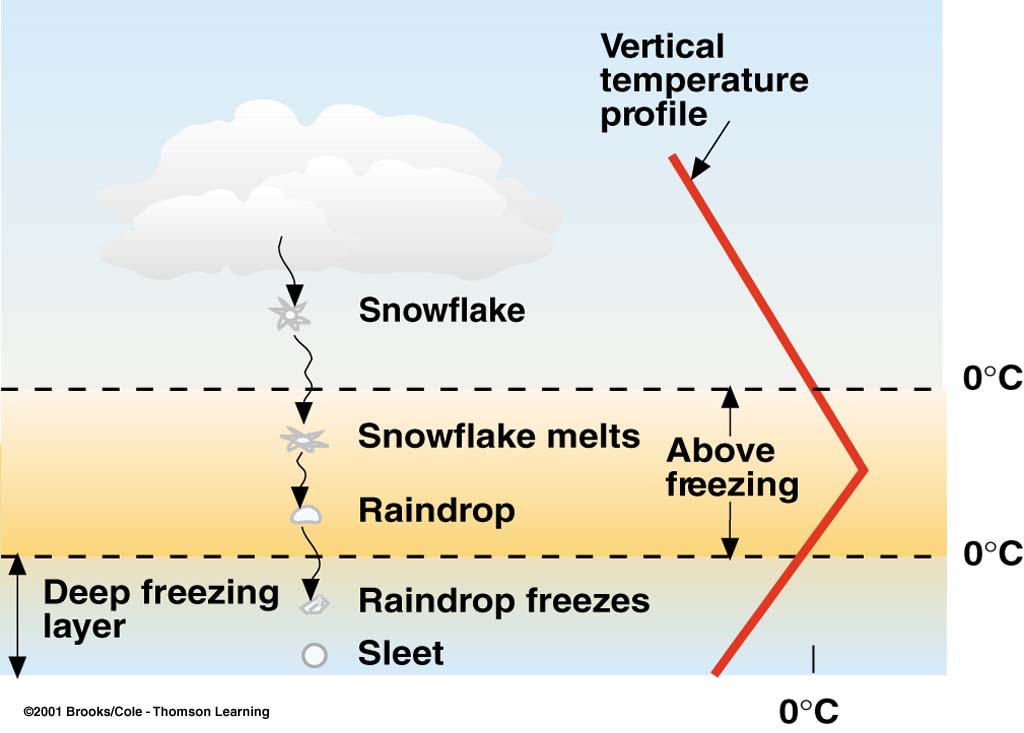 Vertical
temperature
profile
Snowflake
0°C
Snowflake melts
Above
freezing
Raindrop
0°C
Deep freezing
layer
Raindrop freezes
Sleet
0°C
©2001 Brooks/Cole - Thomson Learning